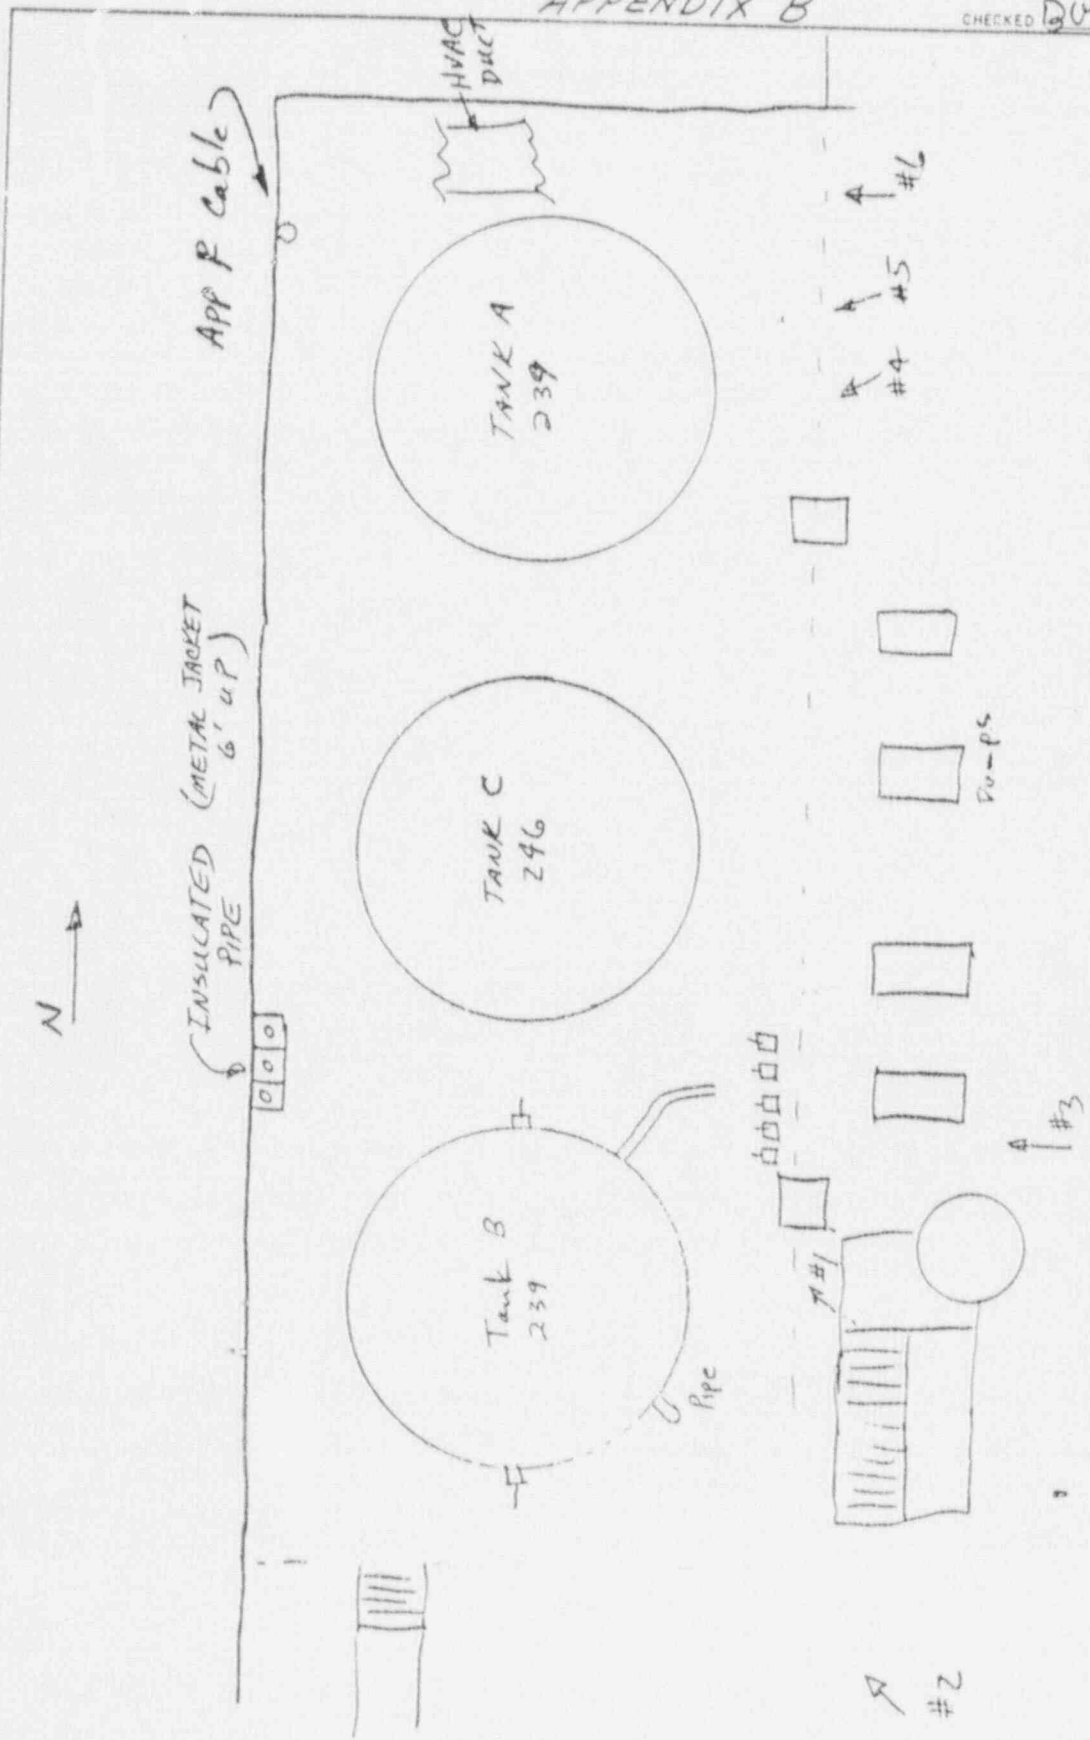 APPENDIX B
CHECKED
HVAC
DUCT
APP R Cable
#6
#5
#4
TANK A
239
INSULATED (METAL JACKET
PIPE 6' UP)
TANK C
246
N
Pumps
Tank B
239
Pipe
#1
#3
#2